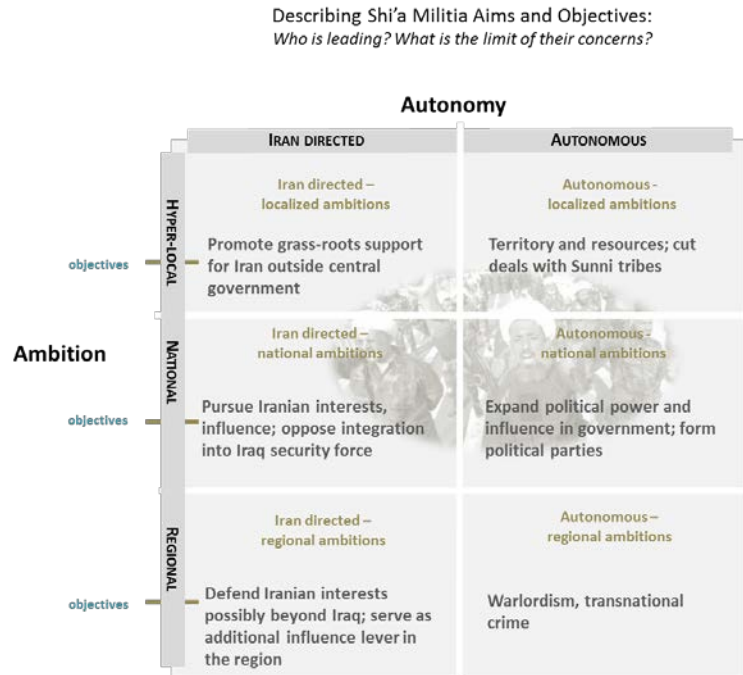 Describing Shi'a Militia Aims and Objectives:
Who is leading? What is the limit of their concerns?
Autonomy
IRAN DIRECTED
AUTONOMOUS
Ambition
HYPER-LOCAL
objectives
Iran directed –
localized ambitions
Promote grass-roots support
for Iran outside central
government
Autonomous -
localized ambitions
Territory and resources; cut
deals with Sunni tribes
NATIONAL
objectives
Iran directed –
national ambitions
Pursue Iranian interests,
influence; oppose integration
into Iraq security force
Autonomous-
national ambitions
Expand political power and
influence in government; form
political parties
REGIONAL
objectives
Iran directed –
regional ambitions
Defend Iranian interests
possibly beyond Iraq; serve as
additional influence lever in
the region
Autonomous –
regional ambitions
Warlordism, transnational
crime